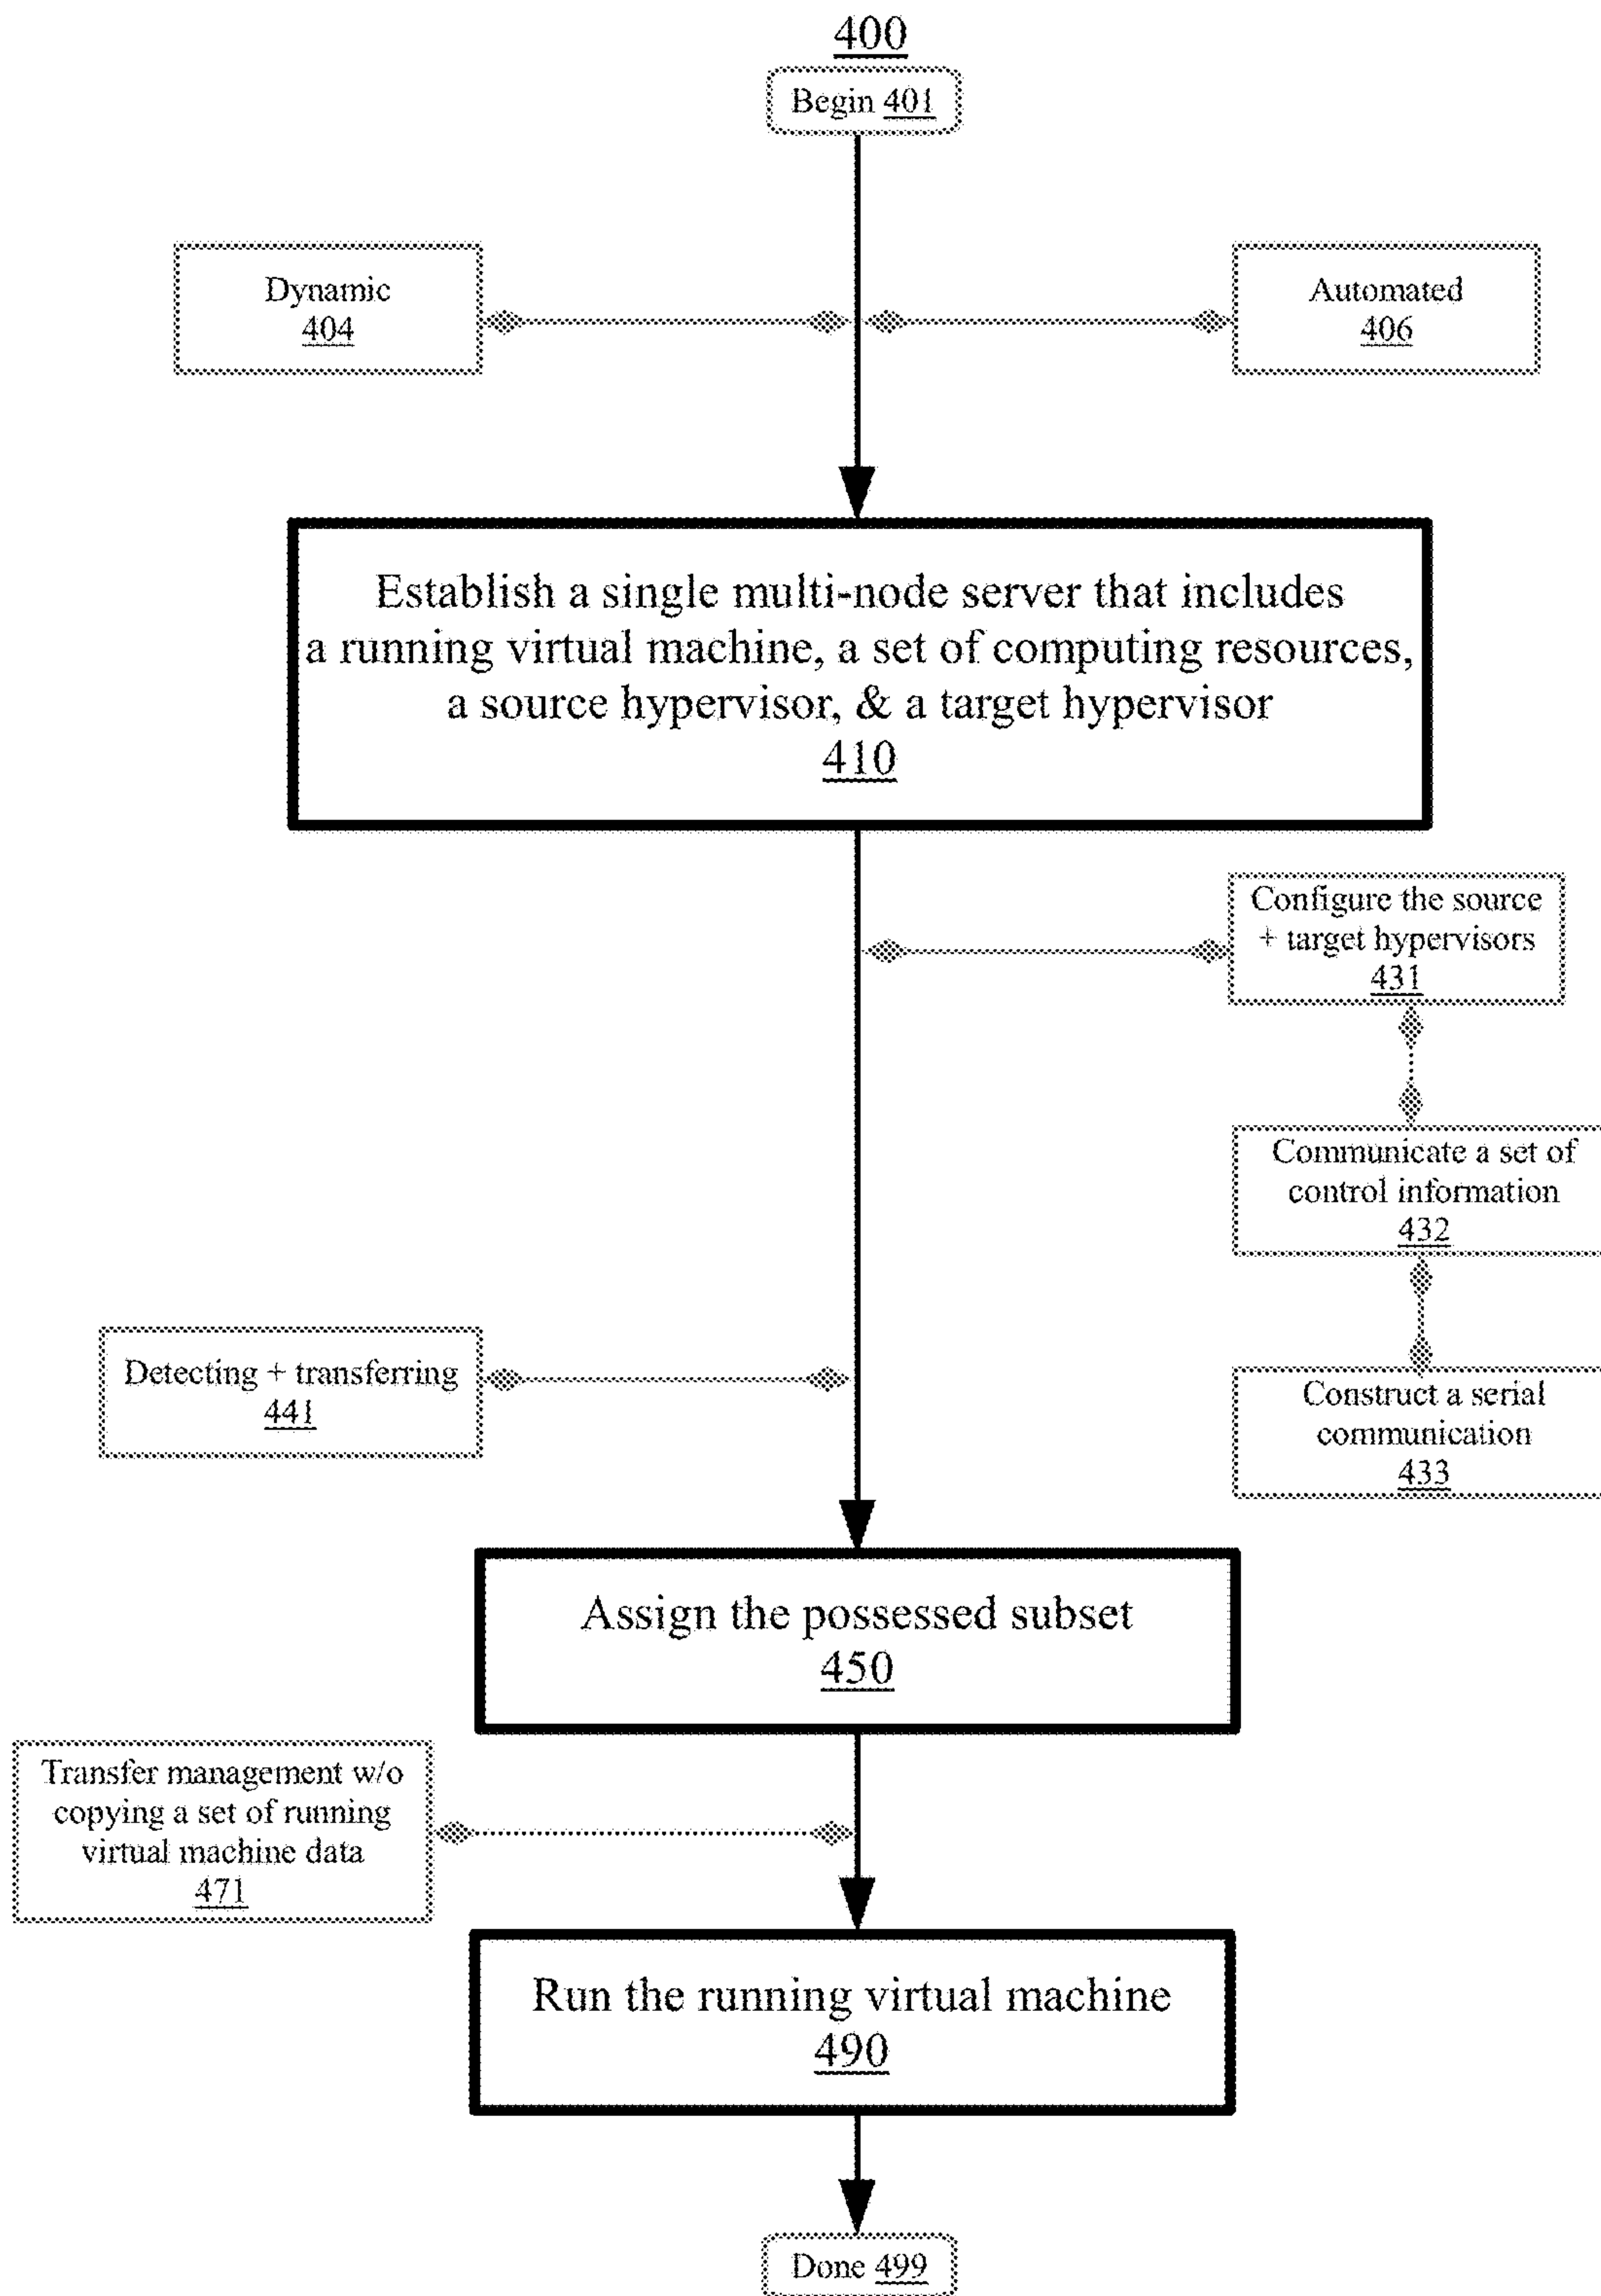 400
Begin 401
Dynamic
404
Automated
406
Establish a single multi-node server that includes
a running virtual machine, a set of computing resources,
a source hypervisor, & a target hypervisor
410
Configure the source
+ target hypervisors
431
Communicate a set of
control information
432
Detecting + transferring
441
Construct a serial
communication
433
Assign the possessed subset
450
Transfer management w/o
copying a set of running
virtual machine data
471
Run the running virtual machine
490
Done 499